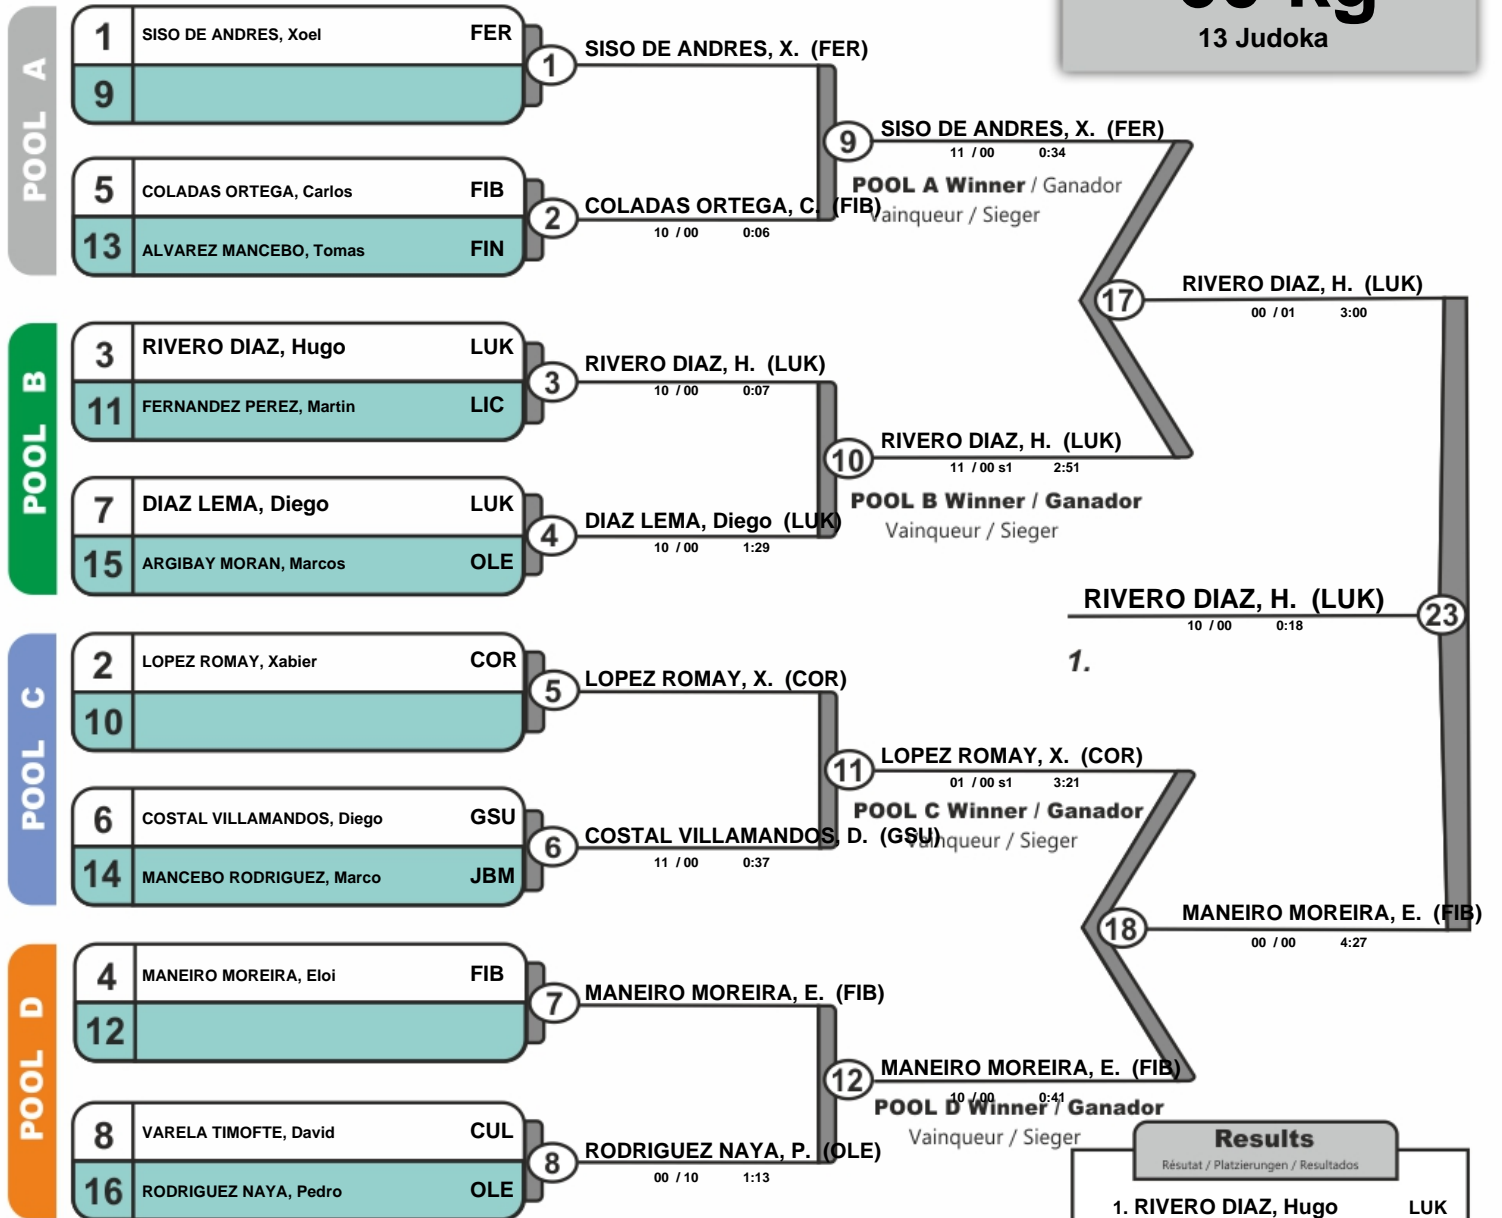 kg
13 Judoka
POOL A
1 SISO DE ANDRES, Xoel FER
9
1
SISO DE ANDRES, X. (FER)
5 COLADAS ORTEGA, Carlos FIB
13 ALVAREZ MANCEBO, Tomas FIN
2
COLADAS ORTEGA, C. (FIB)
10 / 00 0:06
9
SISO DE ANDRES, X. (FER)
11 / 00 0:34
POOL A Winner / Ganador
Vainqueur / Sieger
POOL B
3 RIVERO DIAZ, Hugo LUK
11 FERNANDEZ PEREZ, Martin LIC
3
RIVERO DIAZ, H. (LUK)
10 / 00 0:07
7 DIAZ LEMA, Diego LUK
15 ARGIBAY MORAN, Marcos OLE
4
DIAZ LEMA, Diego (LUK)
10 / 00 1:29
10
RIVERO DIAZ, H. (LUK)
11 / 00 s1 2:51
POOL B Winner / Ganador
Vainqueur / Sieger
17
RIVERO DIAZ, H. (LUK)
00 / 01 3:00
POOL C
2 LOPEZ ROMAY, Xabier COR
10
5
LOPEZ ROMAY, X. (COR)
6 COSTAL VILLAMANDOS, Diego GSU
14 MANCEBO RODRIGUEZ, Marco JBM
6
COSTAL VILLAMANDOS, D. (GSU)
11 / 00 0:37
11
LOPEZ ROMAY, X. (COR)
01 / 00 s1 3:21
POOL C Winner / Ganador
Vainqueur / Sieger
POOL D
4 MANEIRO MOREIRA, Eloi FIB
12
7
MANEIRO MOREIRA, E. (FIB)
8 VARELA TIMOFTE, David CUL
16 RODRIGUEZ NAYA, Pedro OLE
8
RODRIGUEZ NAYA, P. (OLE)
00 / 10 1:13
12
MANEIRO MOREIRA, E. (FIB)
10 / 00 0:41
POOL D Winner / Ganador
Vainqueur / Sieger
18
MANEIRO MOREIRA, E. (FIB)
00 / 00 4:27
RIVERO DIAZ, H. (LUK)
23
10 / 00 0:18
1.
Results
Résutat / Platzierungen / Resultados
1. RIVERO DIAZ, Hugo LUK